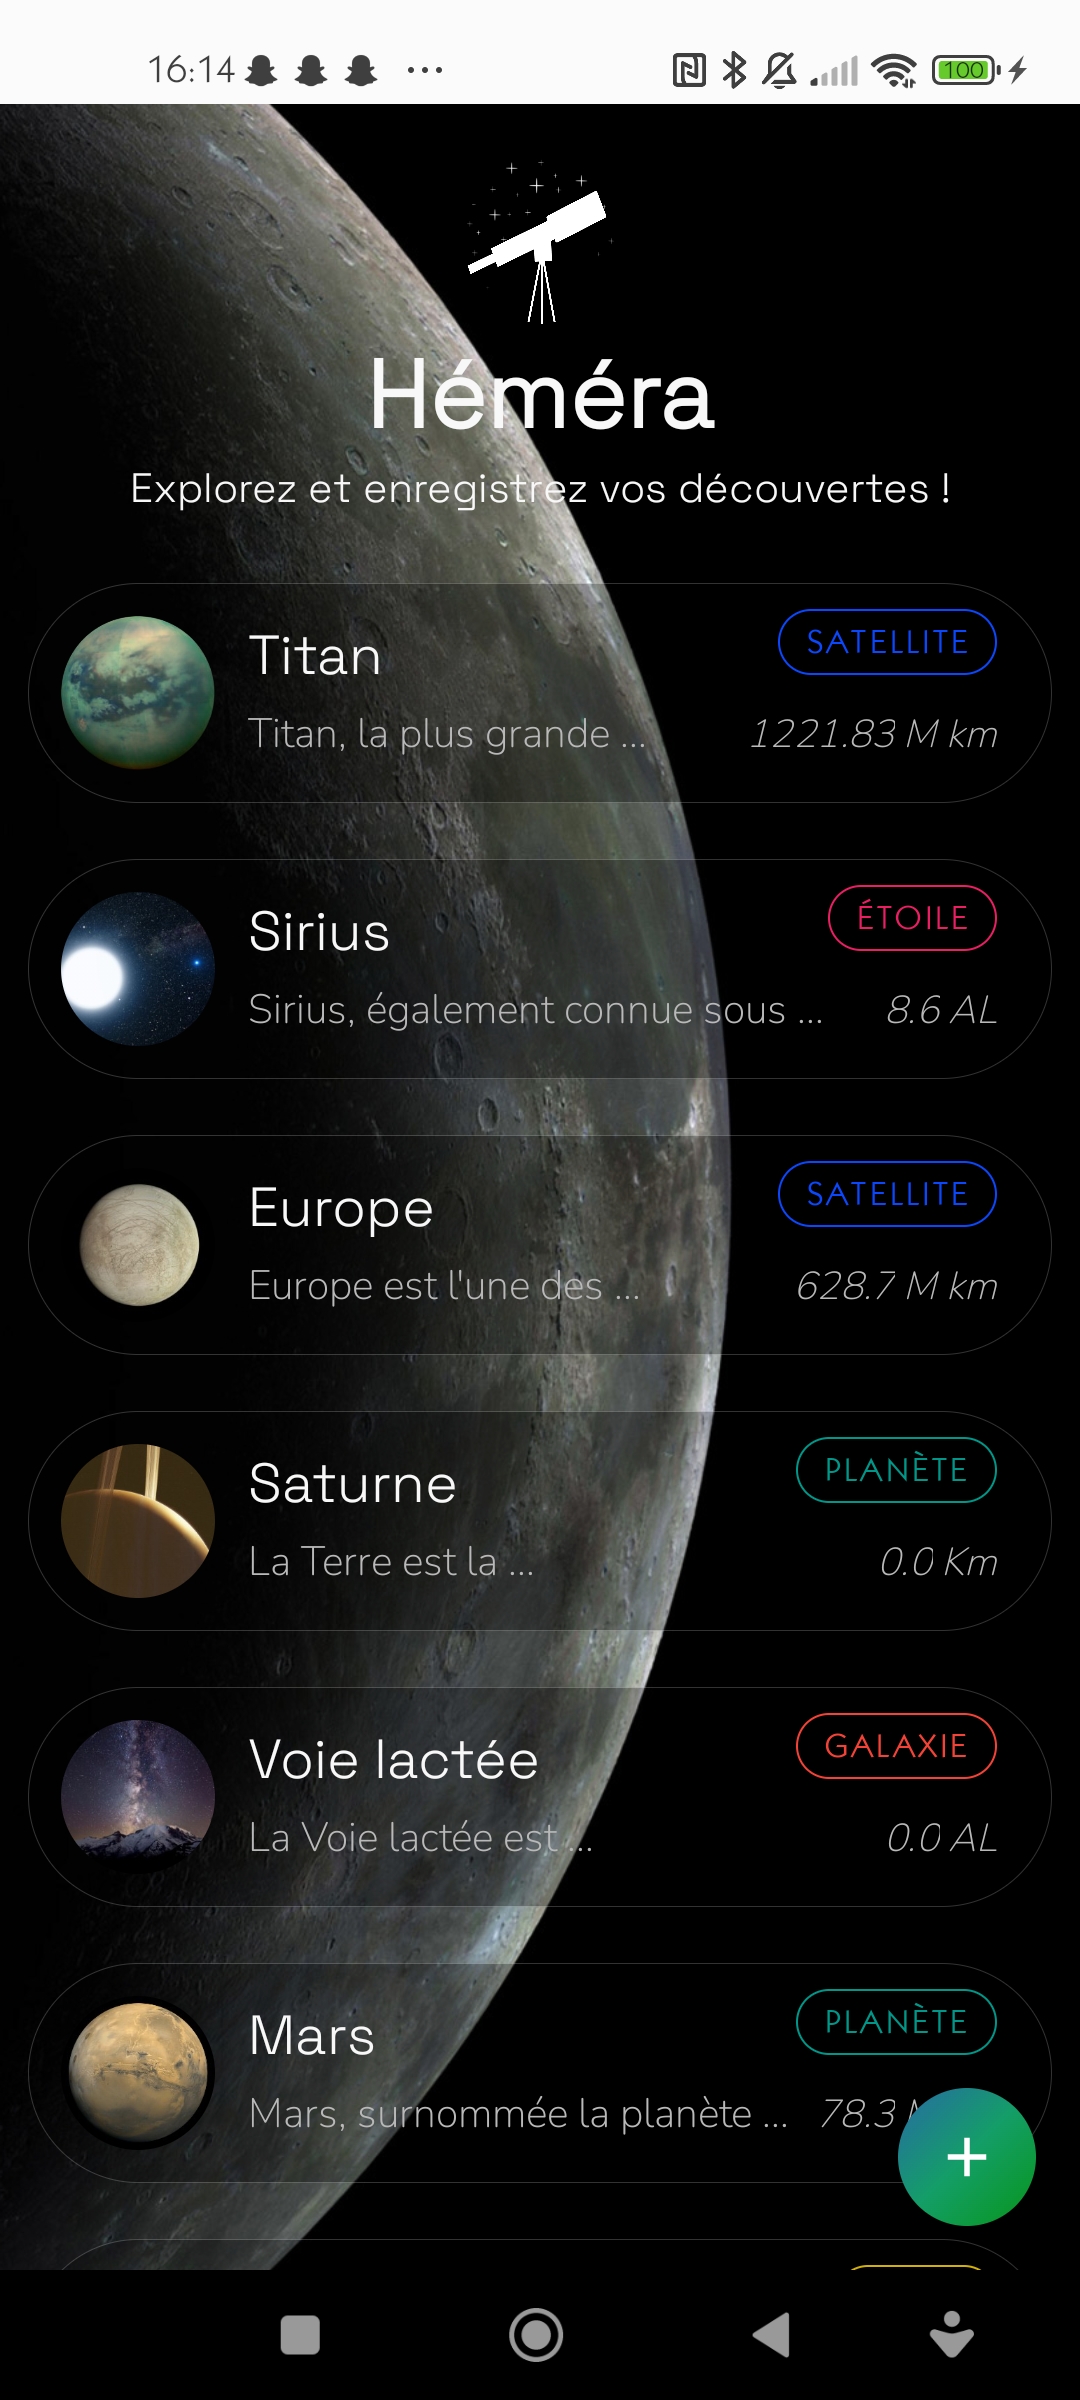 16:14
100
Héméra
Explorez et enregistrez vos découvertes !
Titan
SATELLITE
Titan, la plus grande ...
1221.83 M km
Sirius
ÉTOILE
Sirius, également connue sous ...
8.6 AL
Europe
SATELLITE
Europe est l'une des ...
628.7 M km
Saturne
PLANÈTE
La Terre est la ...
0.0 Km
Voie lactée
GALAXIE
La Voie lactée est ...
0.0 AL
Mars
PLANÈTE
Mars, surnommée la planète ...
78.3